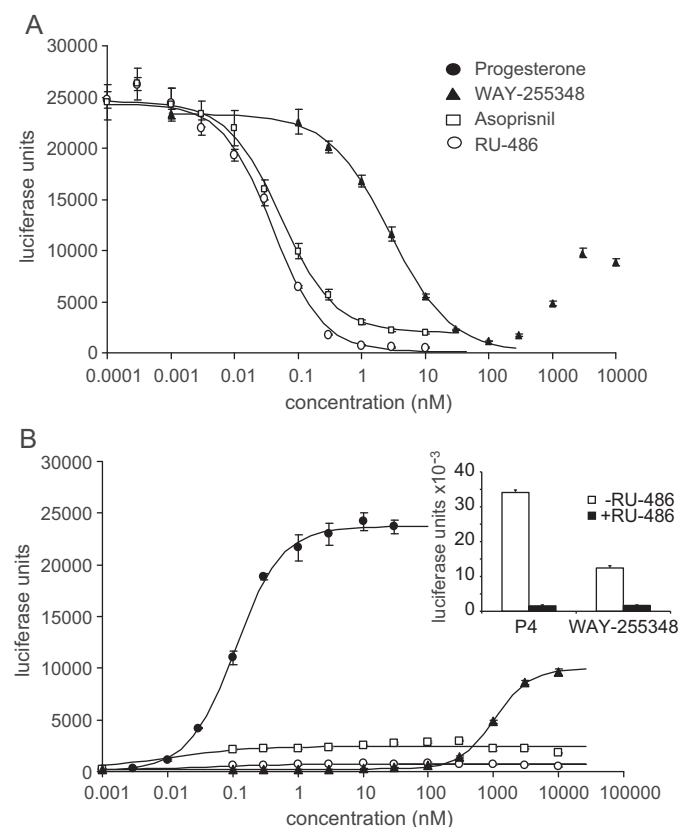 A
30000
25000
20000
15000
10000
5000
0
luciferase units
Progesterone
WAY-255348
Asoprisnil
RU-486
0.0001 0.001 0.01 0.1 1 10 100 1000 10000
concentration (nM)
B
30000
25000
20000
15000
10000
5000
0
luciferase units
40
30
20
10
0
luciferase units x10⁻³
-RU-486
+RU-486
P4 WAY-255348
0.001 0.01 0.1 1 10 100 1000 10000 100000
concentration (nM)